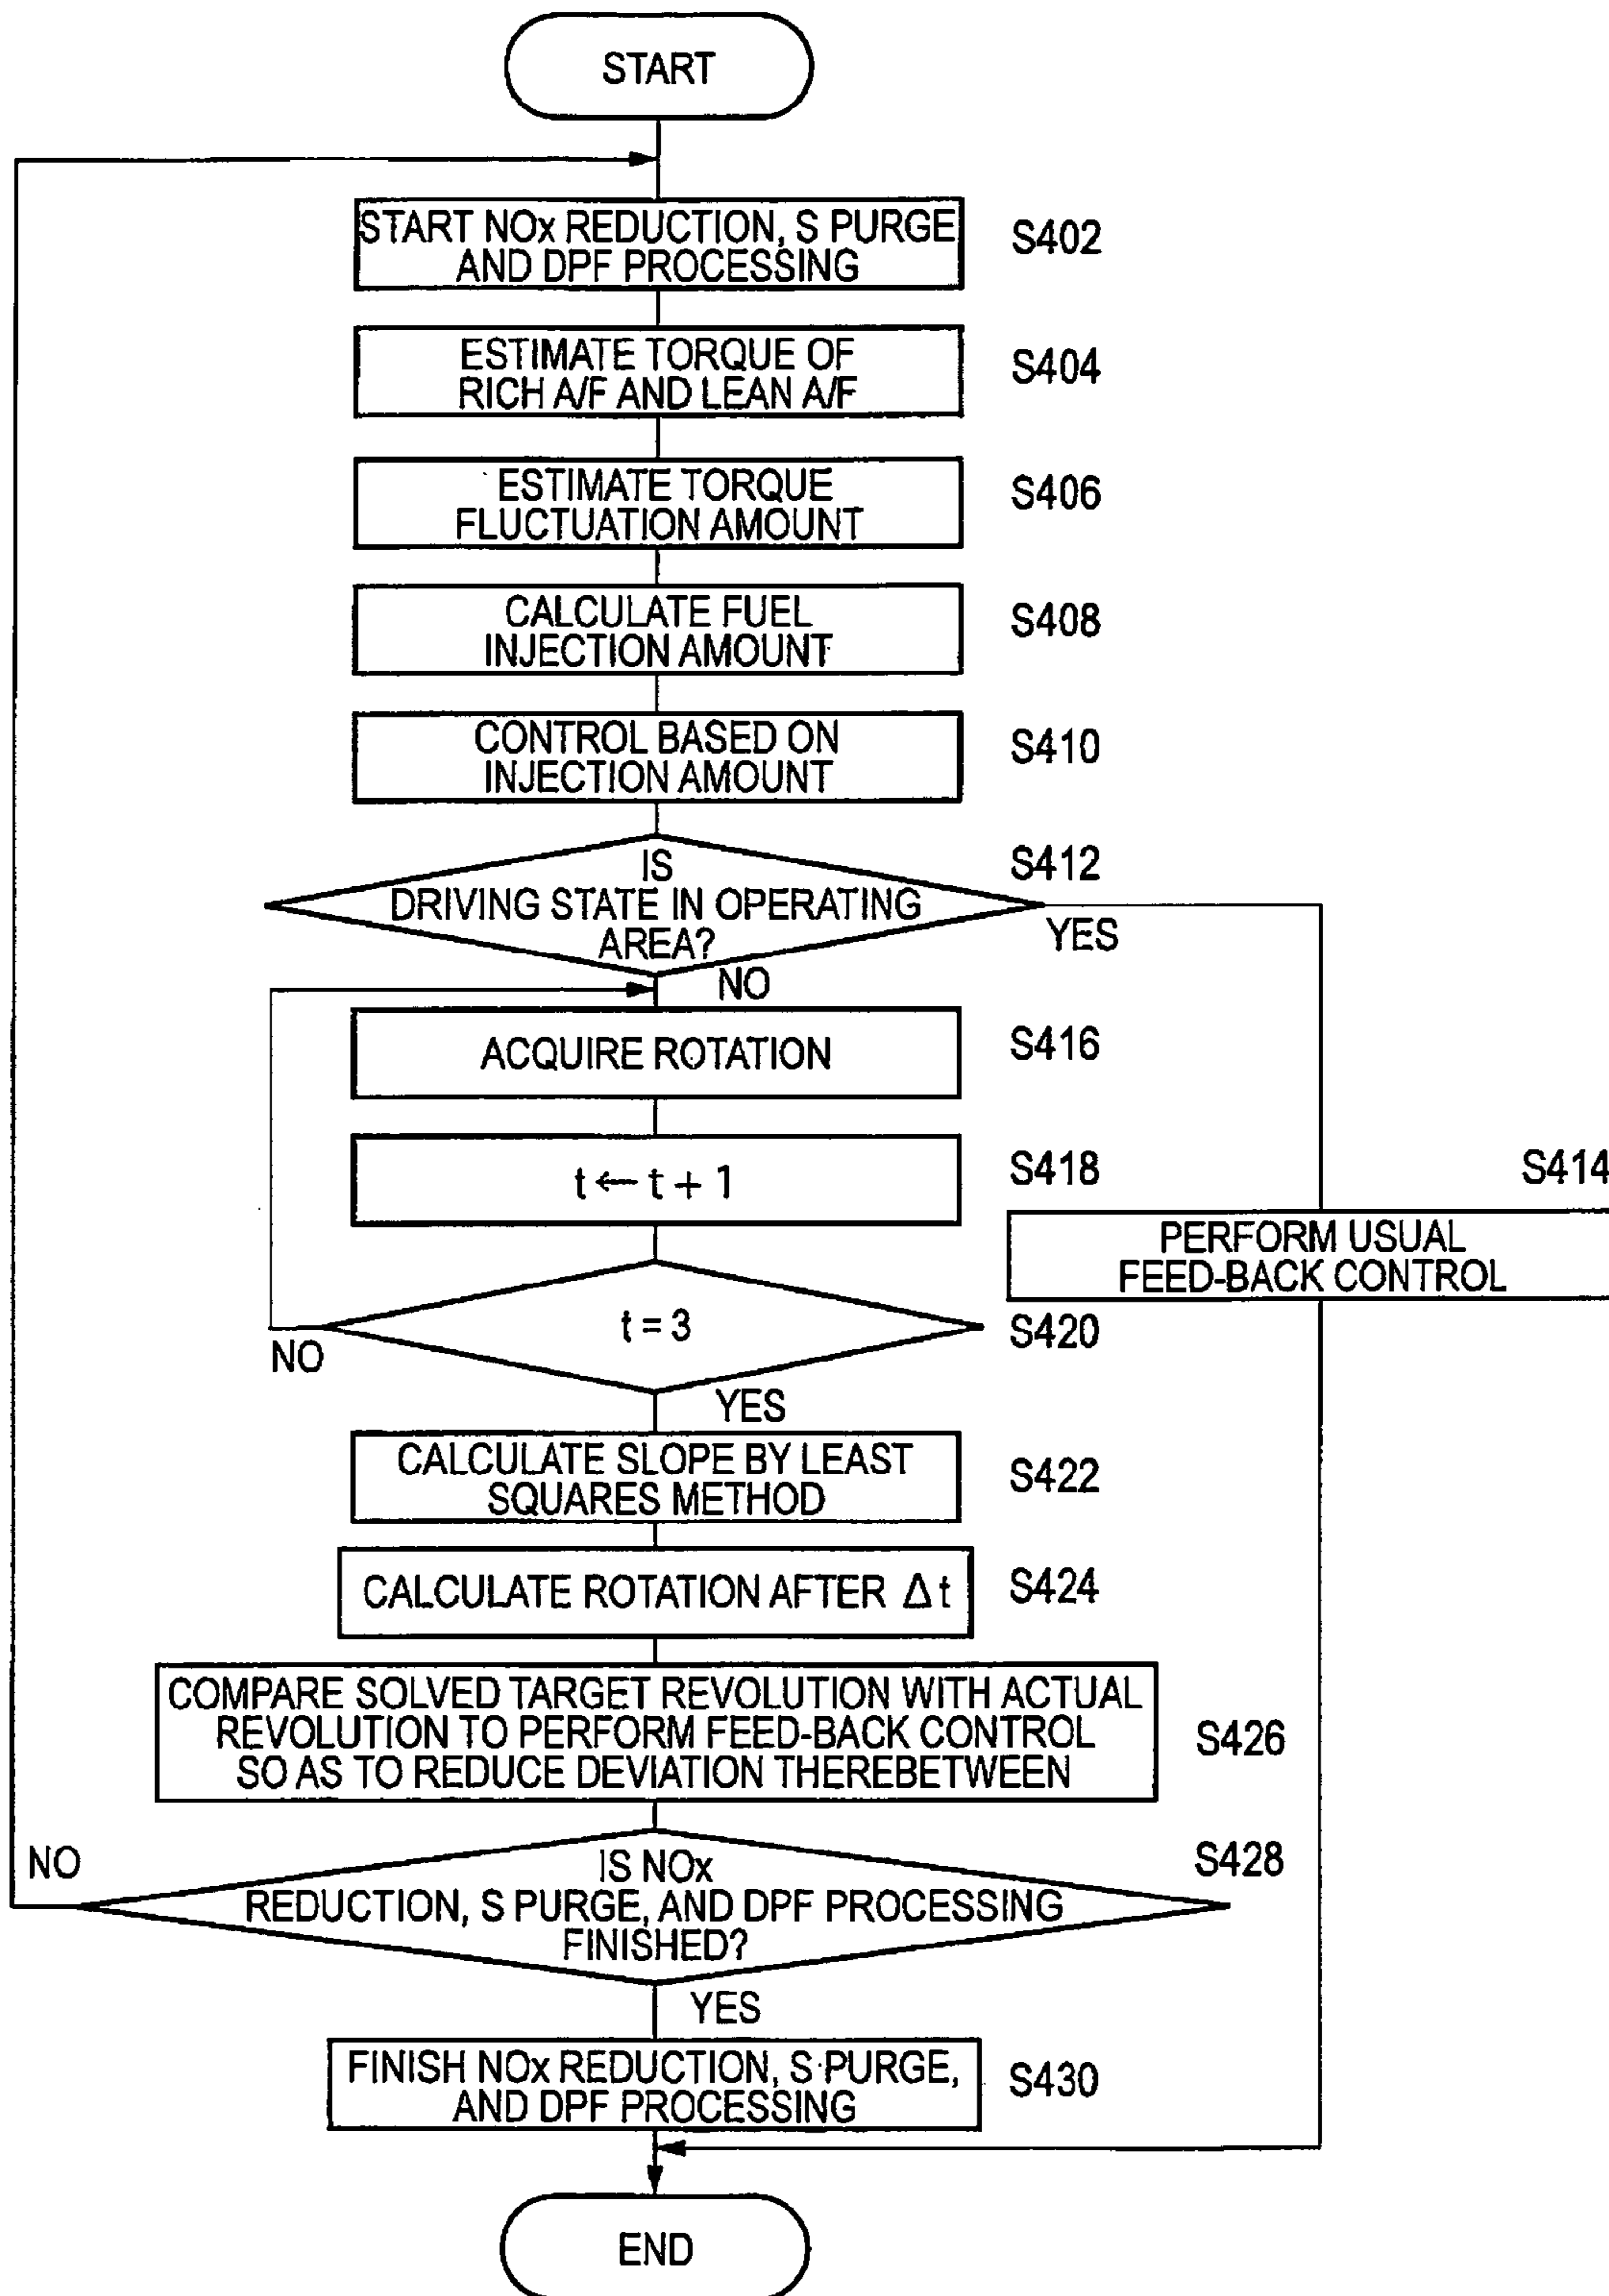 START
START NOx REDUCTION, S PURGE
AND DPF PROCESSING
S402
ESTIMATE TORQUE OF
RICH A/F AND LEAN A/F
S404
ESTIMATE TORQUE
FLUCTUATION AMOUNT
S406
CALCULATE FUEL
INJECTION AMOUNT
S408
CONTROL BASED ON
INJECTION AMOUNT
S410
IS
DRIVING STATE IN OPERATING
AREA?
S412
YES
NO
ACQUIRE ROTATION
S416
t ← t + 1
S418
S414
PERFORM USUAL
FEED-BACK CONTROL
t = 3
S420
NO
YES
CALCULATE SLOPE BY LEAST
SQUARES METHOD
S422
CALCULATE ROTATION AFTER Δt
S424
COMPARE SOLVED TARGET REVOLUTION WITH ACTUAL
REVOLUTION TO PERFORM FEED-BACK CONTROL
SO AS TO REDUCE DEVIATION THEREBETWEEN
S426
NO
IS NOx
REDUCTION, S PURGE, AND DPF PROCESSING
FINISHED?
S428
YES
FINISH NOx REDUCTION, S PURGE,
AND DPF PROCESSING
S430
END